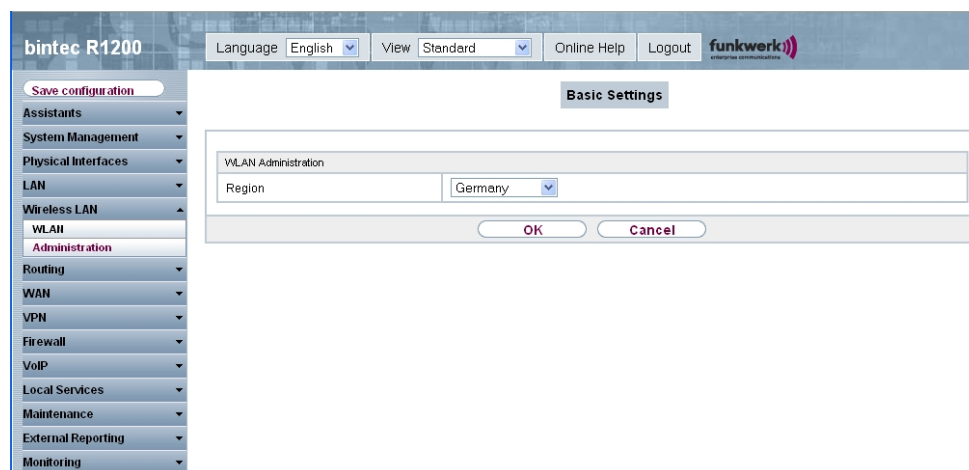 bintec R1200
Language English View Standard Online Help Logout funkwerk
enterprise communications
Save configuration
Basic Settings
Assistants
System Management
Physical Interfaces
LAN
Wireless LAN
WLAN
Administration
Routing
WAN
VPN
Firewall
VoIP
Local Services
Maintenance
External Reporting
Monitoring
WLAN Administration
Region Germany
OK Cancel